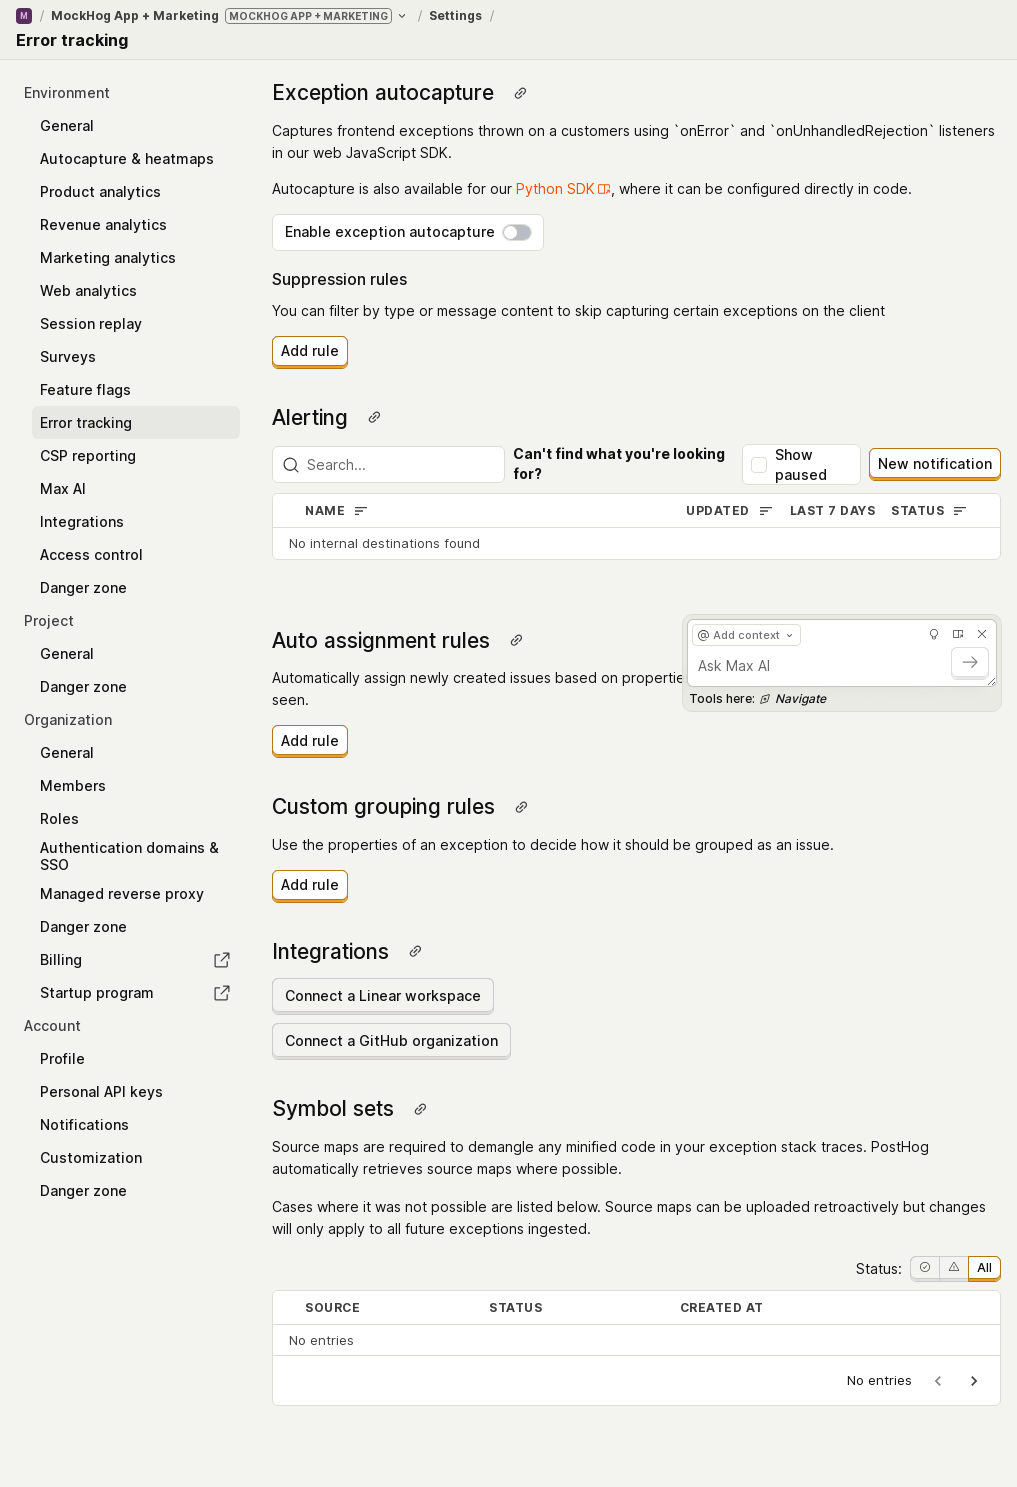 M / MockHog App + Marketing MOCKHOG APP + MARKETING / Settings /
Error tracking
Environment
General
Autocapture & heatmaps
Product analytics
Revenue analytics
Marketing analytics
Web analytics
Session replay
Surveys
Feature flags
Error tracking
CSP reporting
Max AI
Integrations
Access control
Danger zone
Project
General
Danger zone
Organization
General
Members
Roles
Authentication domains &
SSO
Managed reverse proxy
Danger zone
Billing
Startup program
Account
Profile
Personal API keys
Notifications
Customization
Danger zone
Exception autocapture
Captures frontend exceptions thrown on a customers using `onError` and `onUnhandledRejection` listeners
in our web JavaScript SDK.
Autocapture is also available for our Python SDK, where it can be configured directly in code.
Enable exception autocapture
Suppression rules
You can filter by type or message content to skip capturing certain exceptions on the client
Add rule
Alerting
Search...
Can't find what you're looking
for?
Show
paused
New notification
NAME UPDATED LAST 7 DAYS STATUS
No internal destinations found
Auto assignment rules
Automatically assign newly created issues based on propertie
seen.
Add rule
@ Add context
Ask Max AI
Tools here: Navigate
Custom grouping rules
Use the properties of an exception to decide how it should be grouped as an issue.
Add rule
Integrations
Connect a Linear workspace
Connect a GitHub organization
Symbol sets
Source maps are required to demangle any minified code in your exception stack traces. PostHog
automatically retrieves source maps where possible.
Cases where it was not possible are listed below. Source maps can be uploaded retroactively but changes
will only apply to all future exceptions ingested.
Status: All
SOURCE STATUS CREATED AT
No entries
No entries